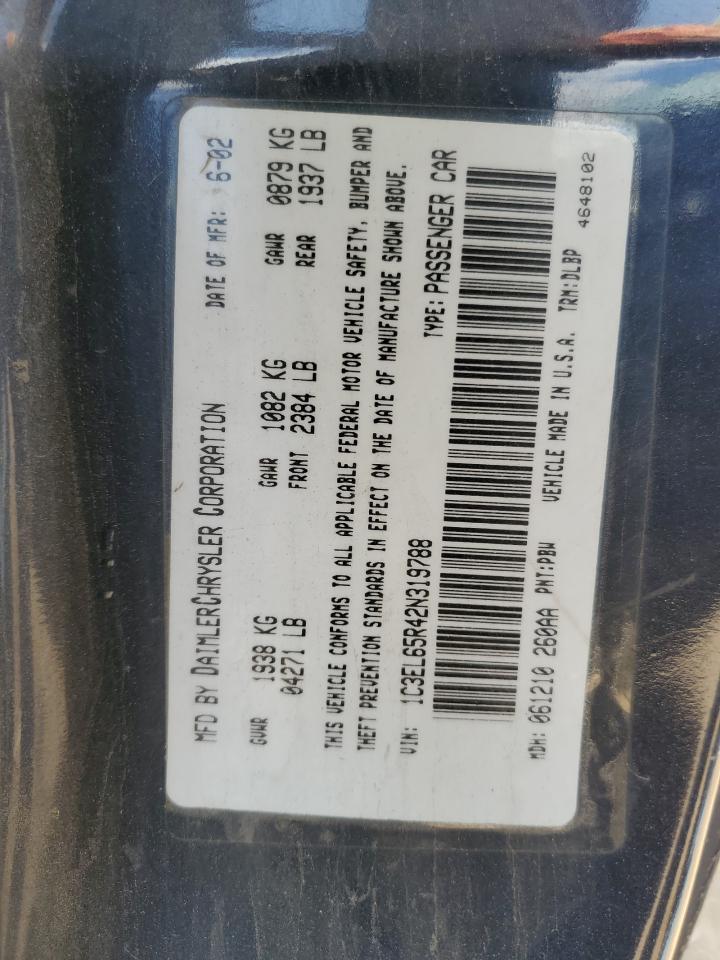 MFD BY DAIMLERCHRYSLER CORPORATION DATE OF MFR: 6-02
GVWR 1938 KG GAWR 1082 KG GAWR 0879 KG
04271 LB FRONT 2384 LB REAR 1937 LB
THIS VEHICLE CONFORMS TO ALL APPLICABLE FEDERAL MOTOR VEHICLE SAFETY, BUMPER AND
THEFT PREVENTION STANDARDS IN EFFECT ON THE DATE OF MANUFACTURE SHOWN ABOVE.
VIN: 1C3EL65R42N319788 TYPE: PASSENGER CAR
MDH: 061210 260AA PNT:PBW VEHICLE MADE IN U.S.A. TRM:DLBP
4648102